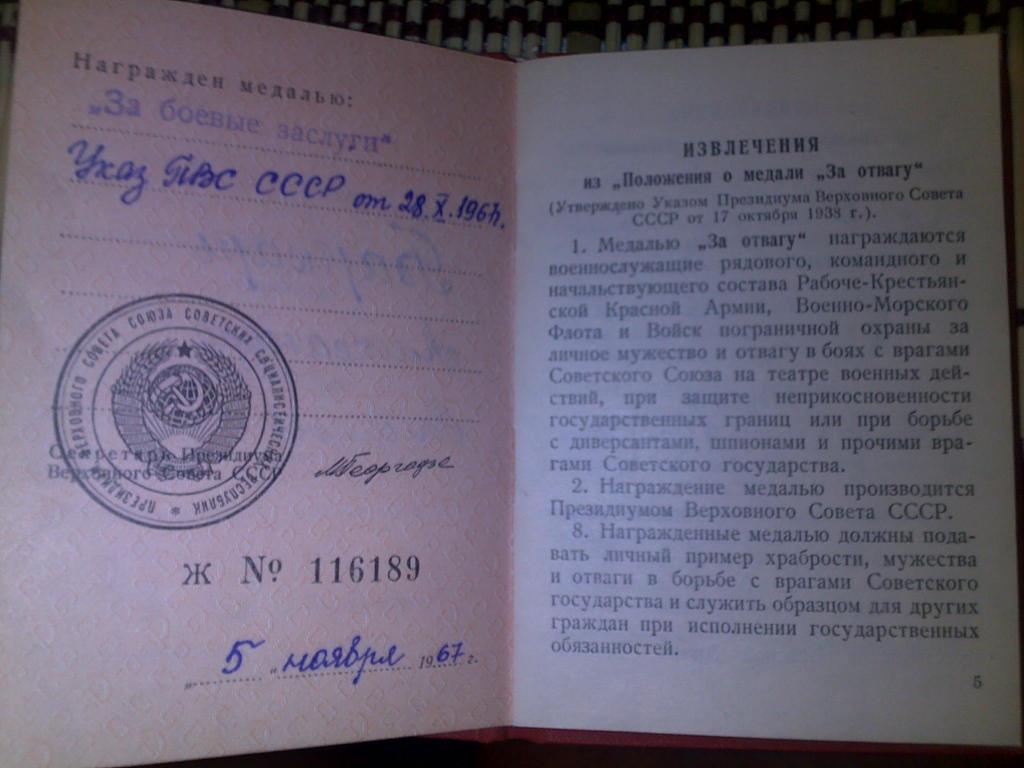 Награжден медалью:
„За боевые заслуги“
Указ ПВС СССР от 28.X.1967г.
ПРЕЗИДИУМ ВЕРХОВНОГО СОВЕТА СОЮЗА СОВЕТСКИХ СОЦИАЛИСТИЧЕСКИХ РЕСПУБЛИК *
Секретарь Президиума
Верховного Совета СССР
МГеоргадзе
Ж № 116189
„5 “ ноября 1967 г.
ИЗВЛЕЧЕНИЯ
из „Положения о медали „За отвагу“
(Утверждено Указом Президиума Верховного Совета
СССР от 17 октября 1938 г.).
1. Медалью „За отвагу“ награждаются
военнослужащие рядового, командного и
начальствующего состава Рабоче-Крестьян-
ской Красной Армии, Военно-Морского
Флота и Войск пограничной охраны за
личное мужество и отвагу в боях с врагами
Советского Союза на театре военных дей-
ствий, при защите неприкосновенности
государственных границ или при борьбе
с диверсантами, шпионами и прочими вра-
гами Советского государства.
2. Награждение медалью производится
Президиумом Верховного Совета СССР.
8. Награжденные медалью должны пода-
вать личный пример храбрости, мужества
и отваги в борьбе с врагами Советского
государства и служить образцом для других
граждан при исполнении государственных
обязанностей.
5